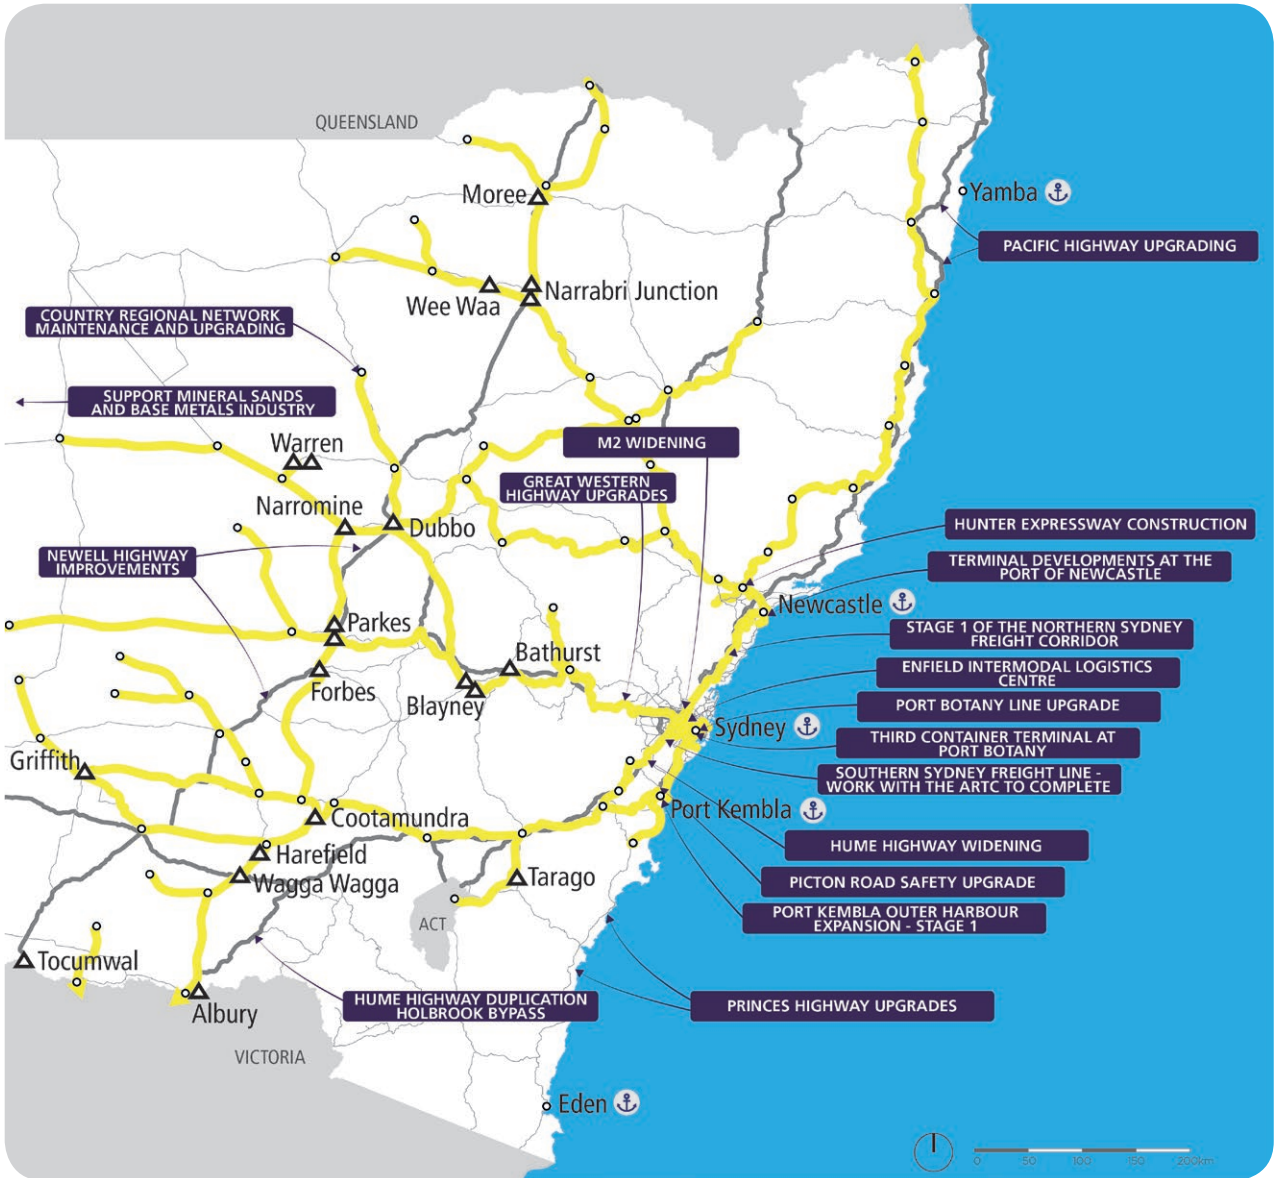 QUEENSLAND
Moree
Yamba
PACIFIC HIGHWAY UPGRADING
Narrabri Junction
Wee Waa
COUNTRY REGIONAL NETWORK
MAINTENANCE AND UPGRADING
SUPPORT MINERAL SANDS
AND BASE METALS INDUSTRY
Warren
M2 WIDENING
GREAT WESTERN
HIGHWAY UPGRADES
Narromine
Dubbo
HUNTER EXPRESSWAY CONSTRUCTION
NEWELL HIGHWAY
IMPROVEMENTS
TERMINAL DEVELOPMENTS AT THE
PORT OF NEWCASTLE
Newcastle
Parkes
STAGE 1 OF THE NORTHERN SYDNEY
FREIGHT CORRIDOR
Bathurst
ENFIELD INTERMODAL LOGISTICS
CENTRE
Forbes
Blayney
PORT BOTANY LINE UPGRADE
Sydney
THIRD CONTAINER TERMINAL AT
PORT BOTANY
Griffith
SOUTHERN SYDNEY FREIGHT LINE -
WORK WITH THE ARTC TO COMPLETE
Port Kembla
Cootamundra
HUME HIGHWAY WIDENING
Harefield
Wagga Wagga
Tarago
PICTON ROAD SAFETY UPGRADE
PORT KEMBLA OUTER HARBOUR
EXPANSION - STAGE 1
ACT
Tocumwal
HUME HIGHWAY DUPLICATION
HOLBROOK BYPASS
PRINCES HIGHWAY UPGRADES
Albury
VICTORIA
Eden
0 50 100 150 200km